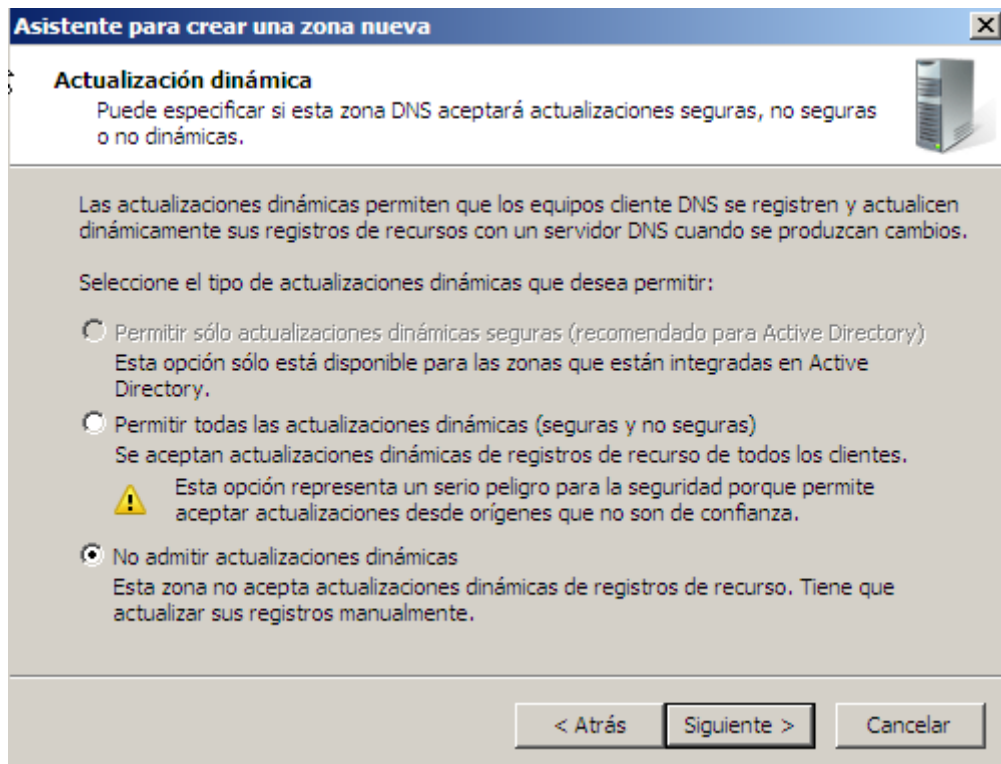 Asistente para crear una zona nueva
Actualización dinámica
Puede especificar si esta zona DNS aceptará actualizaciones seguras, no seguras
o no dinámicas.
Las actualizaciones dinámicas permiten que los equipos cliente DNS se registren y actualicen
dinámicamente sus registros de recursos con un servidor DNS cuando se produzcan cambios.
Seleccione el tipo de actualizaciones dinámicas que desea permitir:
Permitir sólo actualizaciones dinámicas seguras (recomendado para Active Directory)
Esta opción sólo está disponible para las zonas que están integradas en Active
Directory.
Permitir todas las actualizaciones dinámicas (seguras y no seguras)
Se aceptan actualizaciones dinámicas de registros de recurso de todos los clientes.
Esta opción representa un serio peligro para la seguridad porque permite
aceptar actualizaciones desde orígenes que no son de confianza.
No admitir actualizaciones dinámicas
Esta zona no acepta actualizaciones dinámicas de registros de recurso. Tiene que
actualizar sus registros manualmente.
< Atrás Siguiente > Cancelar